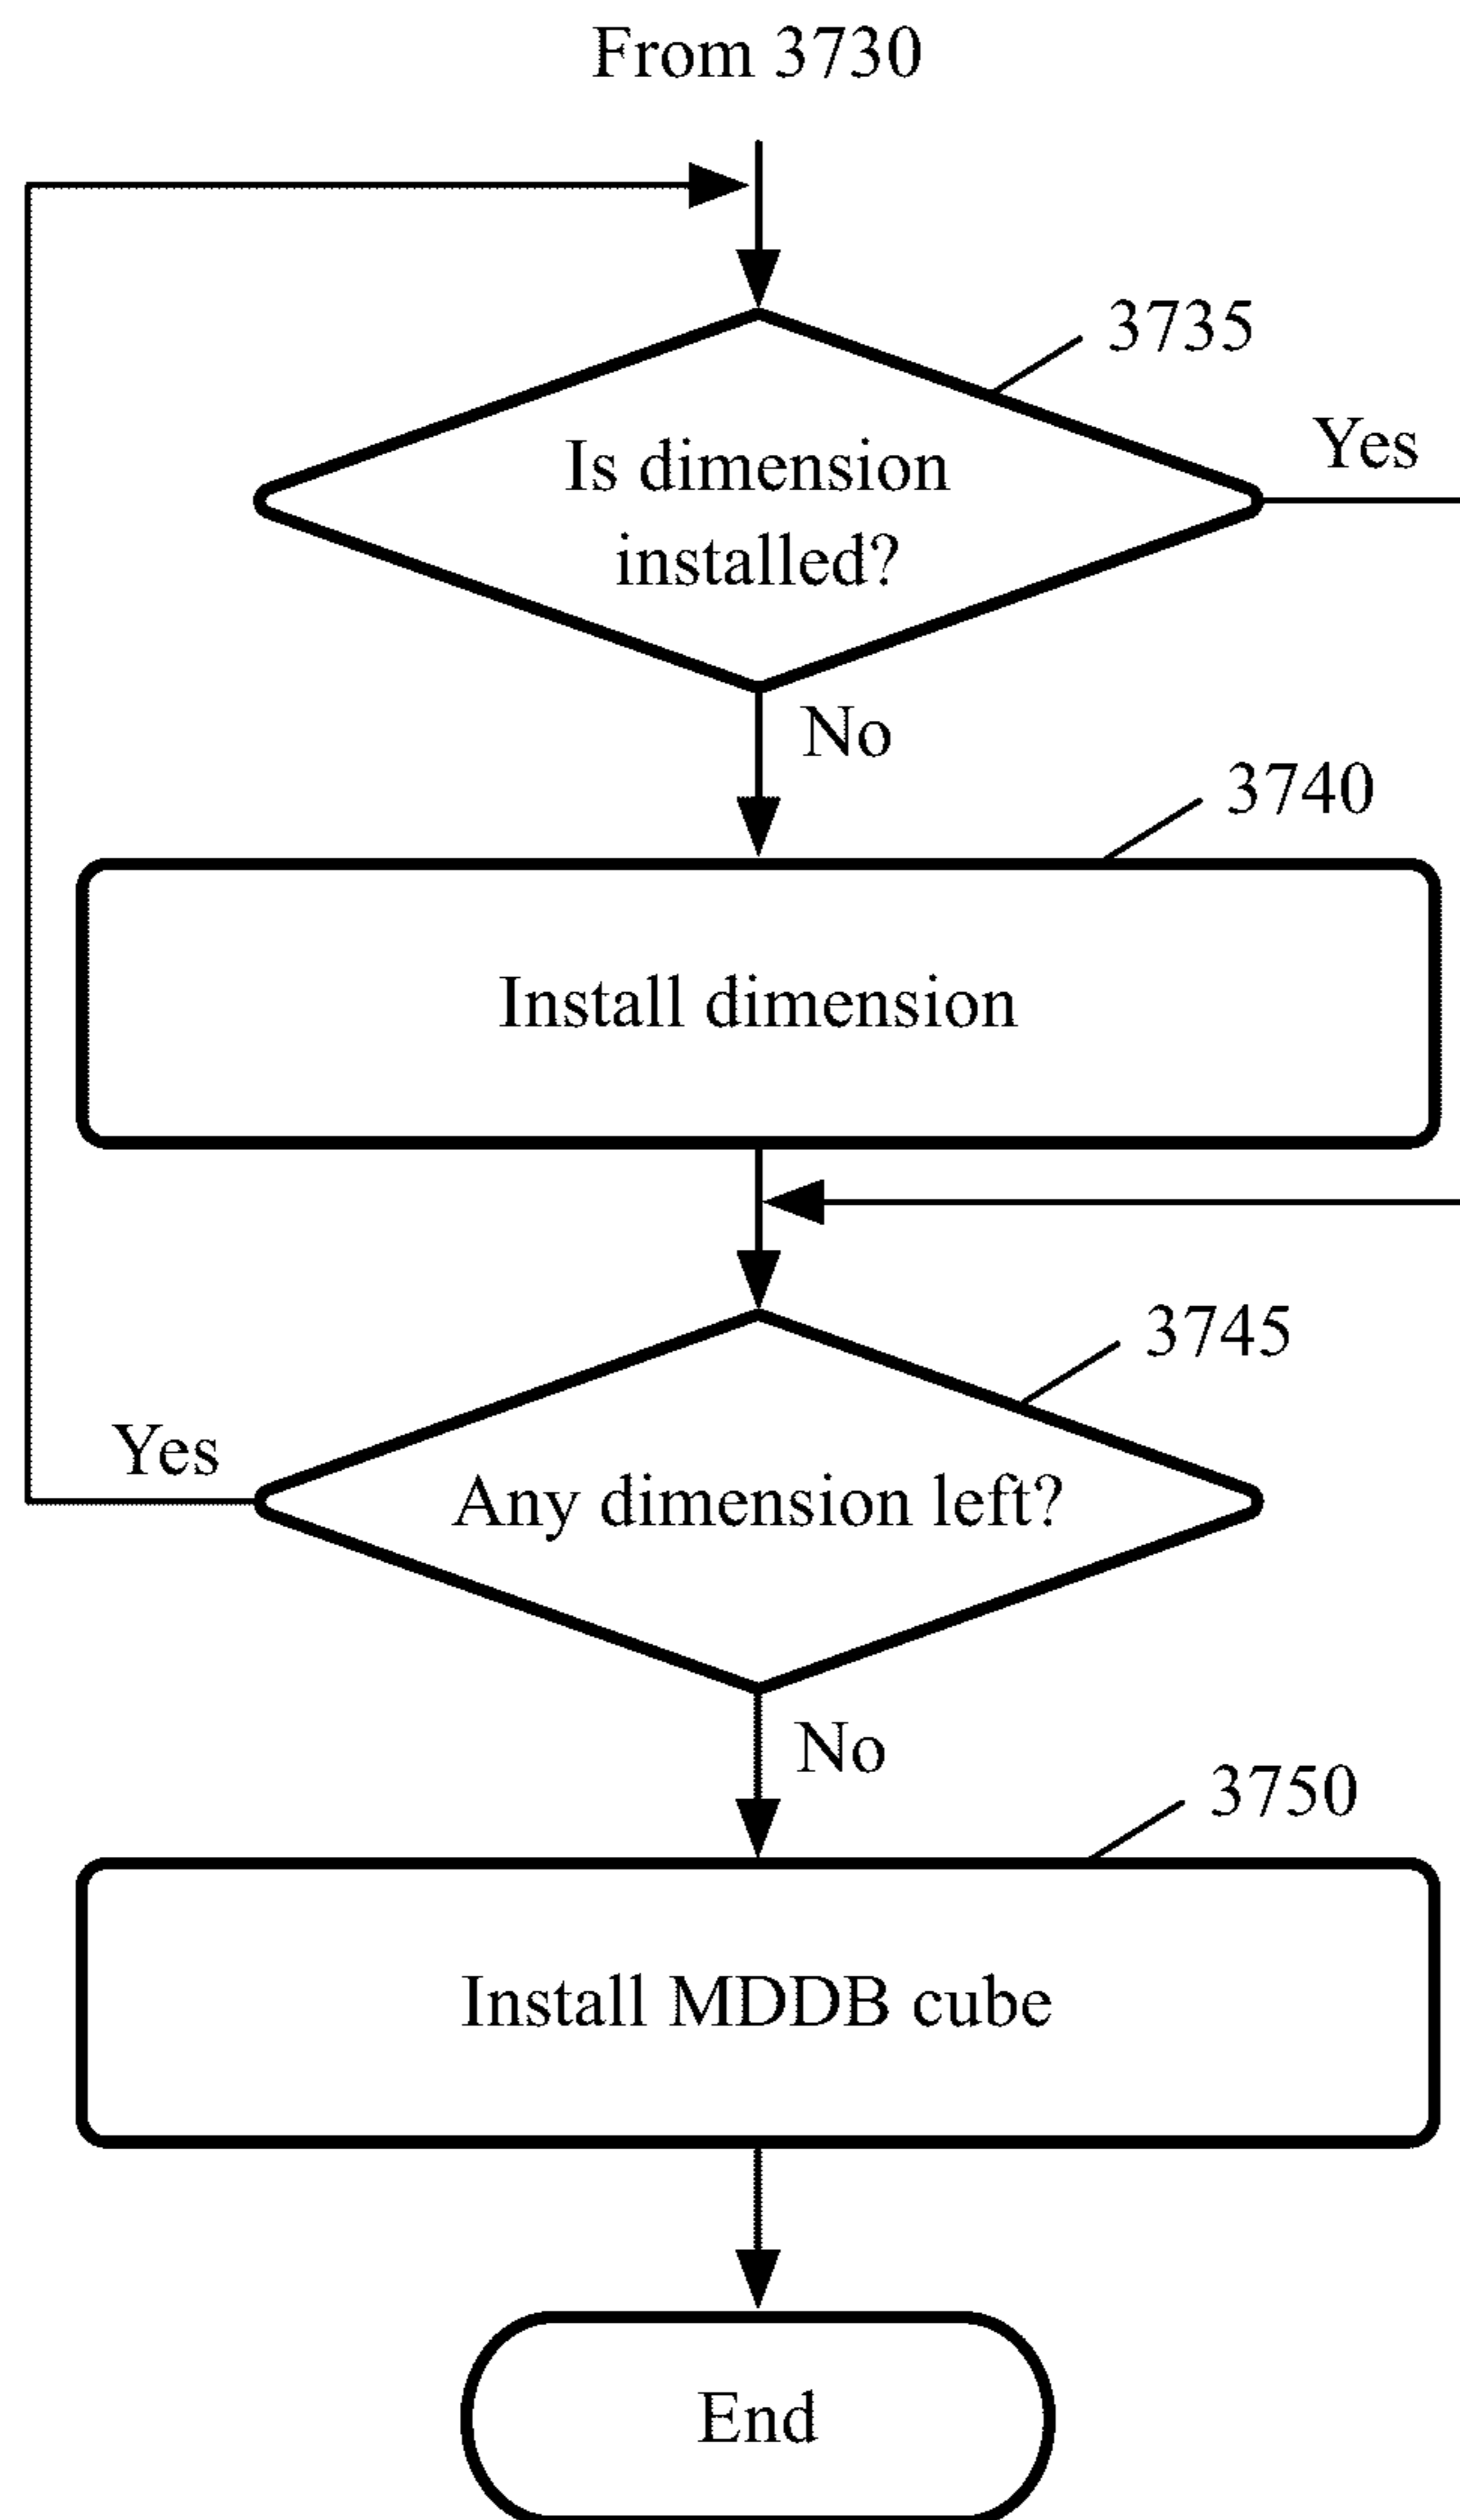 From 3730
3735
Yes
Is dimension
installed?
No
3740
Install dimension
3745
Yes
Any dimension left?
No
3750
Install MDDB cube
End